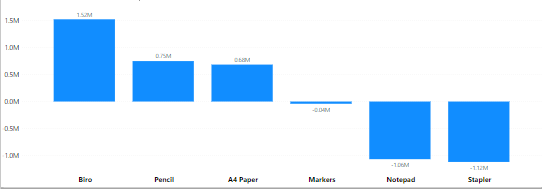 1.52M
1.5M
1.0M
0.75M
0.68M
0.5M
0.0M
-0.04M
0.5M
-1.0M
-1.06M
-1.12M
Biro Pencil A4 Paper Markers Notepad Stapler